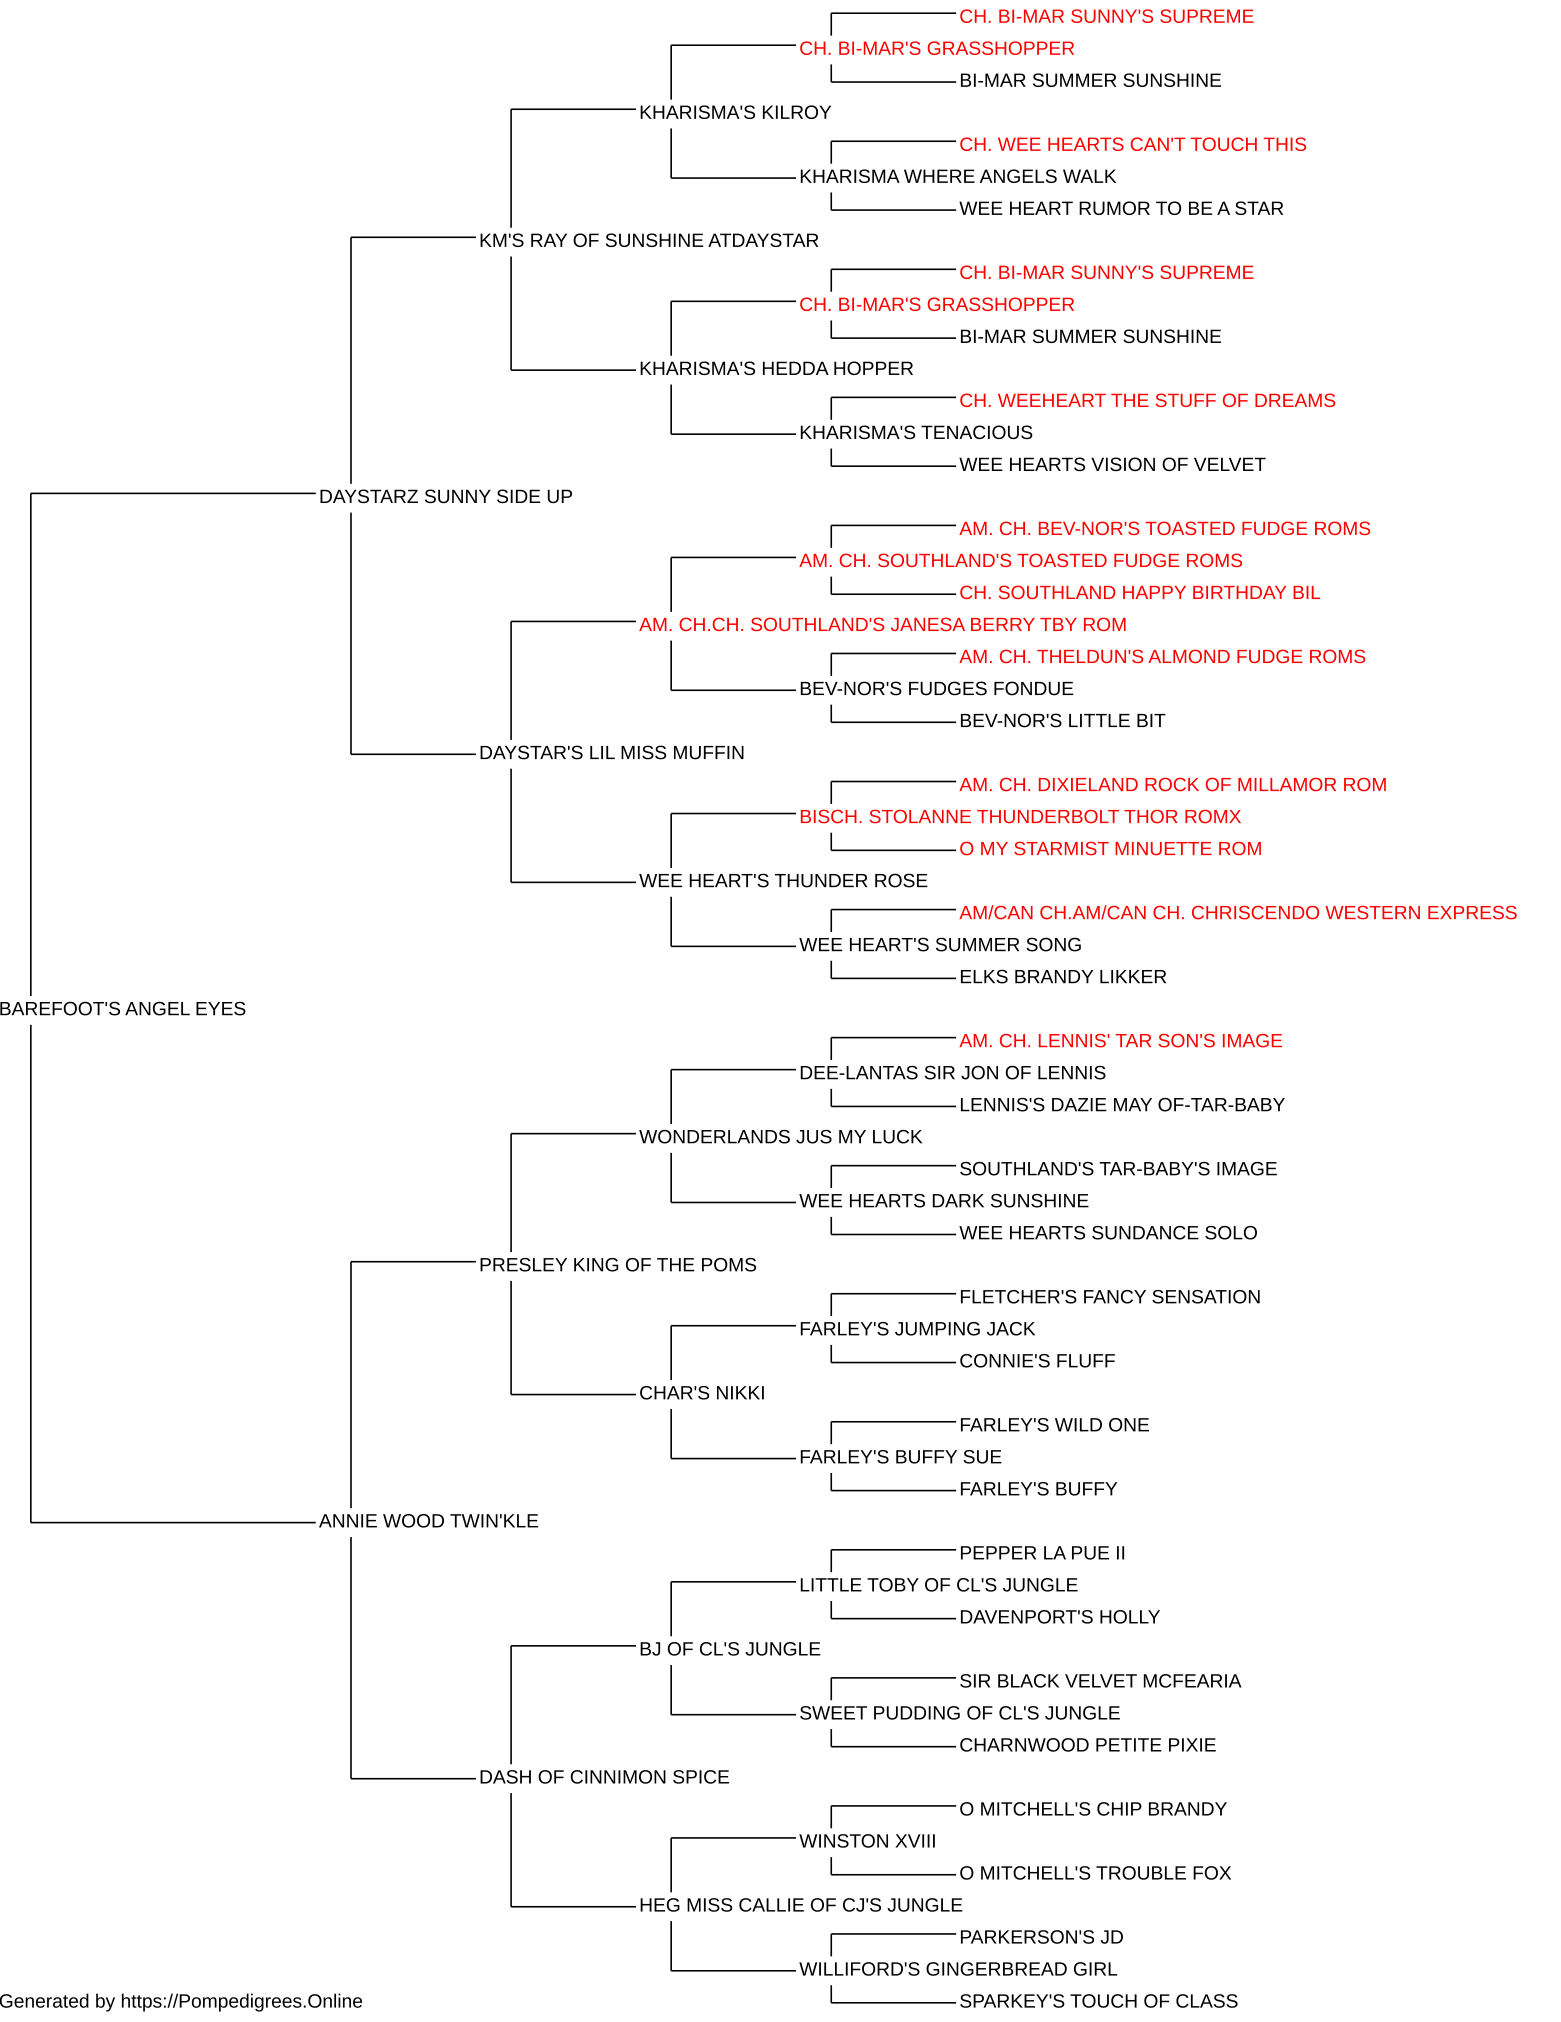 CH. BI-MAR SUNNY'S SUPREME
CH. BI-MAR'S GRASSHOPPER
BI-MAR SUMMER SUNSHINE
KHARISMA'S KILROY
CH. WEE HEARTS CAN'T TOUCH THIS
KHARISMA WHERE ANGELS WALK
WEE HEART RUMOR TO BE A STAR
KM'S RAY OF SUNSHINE ATDAYSTAR
CH. BI-MAR SUNNY'S SUPREME
CH. BI-MAR'S GRASSHOPPER
BI-MAR SUMMER SUNSHINE
KHARISMA'S HEDDA HOPPER
CH. WEEHEART THE STUFF OF DREAMS
KHARISMA'S TENACIOUS
WEE HEARTS VISION OF VELVET
DAYSTARZ SUNNY SIDE UP
AM. CH. BEV-NOR'S TOASTED FUDGE ROMS
AM. CH. SOUTHLAND'S TOASTED FUDGE ROMS
CH. SOUTHLAND HAPPY BIRTHDAY BIL
AM. CH.CH. SOUTHLAND'S JANESA BERRY TBY ROM
AM. CH. THELDUN'S ALMOND FUDGE ROMS
BEV-NOR'S FUDGES FONDUE
BEV-NOR'S LITTLE BIT
DAYSTAR'S LIL MISS MUFFIN
AM. CH. DIXIELAND ROCK OF MILLAMOR ROM
BISCH. STOLANNE THUNDERBOLT THOR ROMX
O MY STARMIST MINUETTE ROM
WEE HEART'S THUNDER ROSE
AM/CAN CH.AM/CAN CH. CHRISCENDO WESTERN EXPRESS
WEE HEART'S SUMMER SONG
ELKS BRANDY LIKKER
BAREFOOT'S ANGEL EYES
AM. CH. LENNIS' TAR SON'S IMAGE
DEE-LANTAS SIR JON OF LENNIS
LENNIS'S DAZIE MAY OF-TAR-BABY
WONDERLANDS JUS MY LUCK
SOUTHLAND'S TAR-BABY'S IMAGE
WEE HEARTS DARK SUNSHINE
WEE HEARTS SUNDANCE SOLO
PRESLEY KING OF THE POMS
FLETCHER'S FANCY SENSATION
FARLEY'S JUMPING JACK
CONNIE'S FLUFF
CHAR'S NIKKI
FARLEY'S WILD ONE
FARLEY'S BUFFY SUE
FARLEY'S BUFFY
ANNIE WOOD TWIN'KLE
PEPPER LA PUE II
LITTLE TOBY OF CL'S JUNGLE
DAVENPORT'S HOLLY
BJ OF CL'S JUNGLE
SIR BLACK VELVET MCFEARIA
SWEET PUDDING OF CL'S JUNGLE
CHARNWOOD PETITE PIXIE
DASH OF CINNIMON SPICE
O MITCHELL'S CHIP BRANDY
WINSTON XVIII
O MITCHELL'S TROUBLE FOX
HEG MISS CALLIE OF CJ'S JUNGLE
PARKERSON'S JD
WILLIFORD'S GINGERBREAD GIRL
SPARKEY'S TOUCH OF CLASS
Generated by https://Pompedigrees.Online